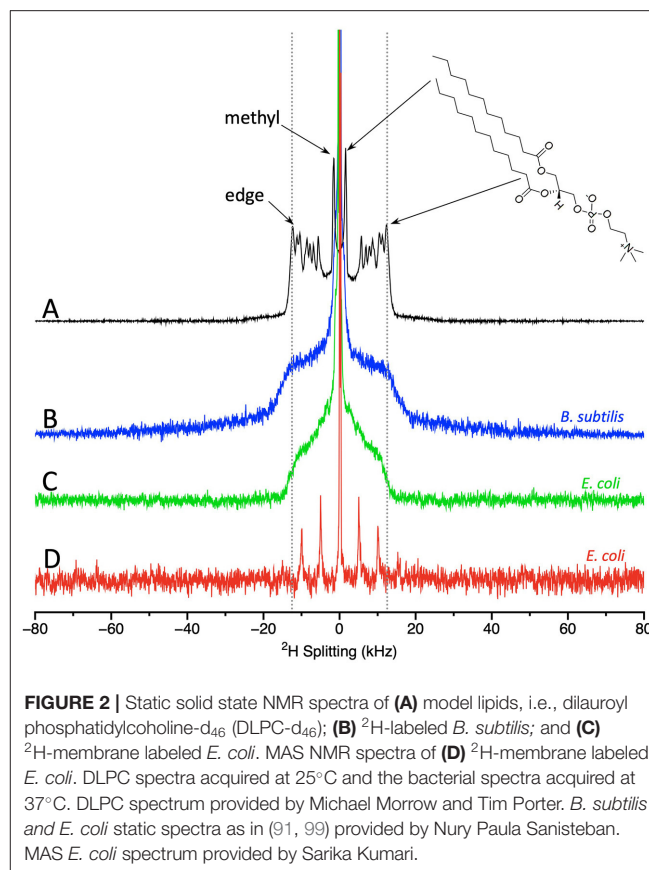 methyl
edge
A
B
B. subtilis
C
E. coli
D
E. coli
−80 −60 −40 −20 0 20 40 60 80
²H Splitting (kHz)
O
O
O
O
H
O
P
O
O
O
N
+
FIGURE 2 | Static solid state NMR spectra of (A) model lipids, i.e., dilauroyl
phosphatidylcoholine-d₄₆ (DLPC-d₄₆); (B) ²H-labeled B. subtilis; and (C)
²H-membrane labeled E. coli. MAS NMR spectra of (D) ²H-membrane labeled
E. coli. DLPC spectra acquired at 25°C and the bacterial spectra acquired at
37°C. DLPC spectrum provided by Michael Morrow and Tim Porter. B. subtilis
and E. coli static spectra as in (91, 99) provided by Nury Paula Sanisteban.
MAS E. coli spectrum provided by Sarika Kumari.